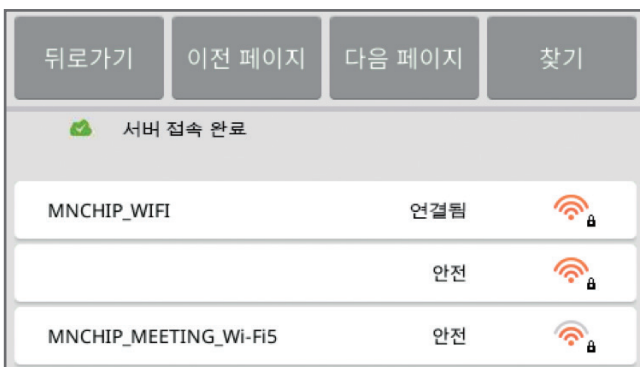 뒤로가기 이전 페이지 다음 페이지 찾기
서버 접속 완료
MNCHIP_WIFI 연결됨
안전
MNCHIP_MEETING_Wi-Fi5 안전